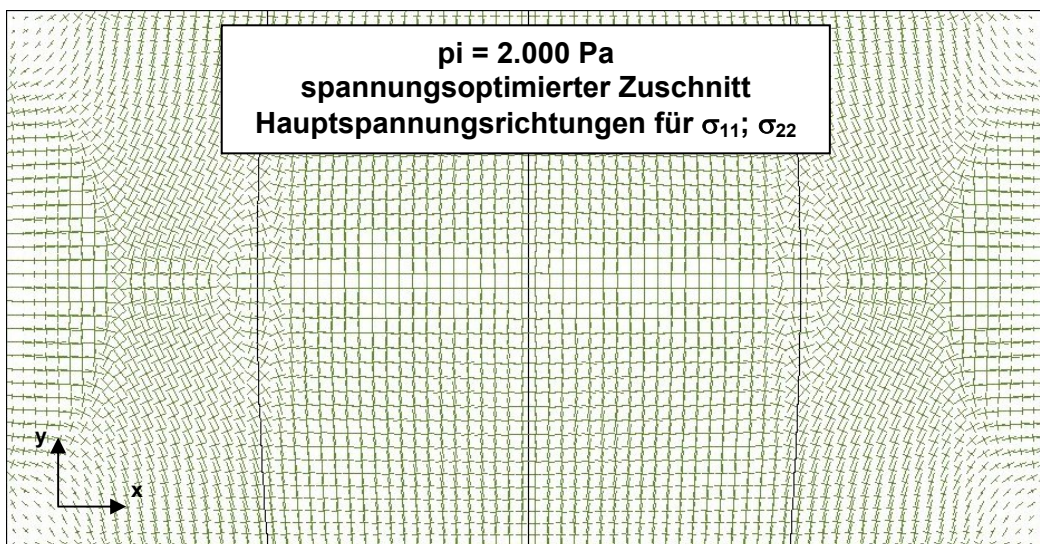 pi = 2.000 Pa
spannungsoptimierter Zuschnitt
Hauptspannungsrichtungen für σ₁₁; σ₂₂
y
x